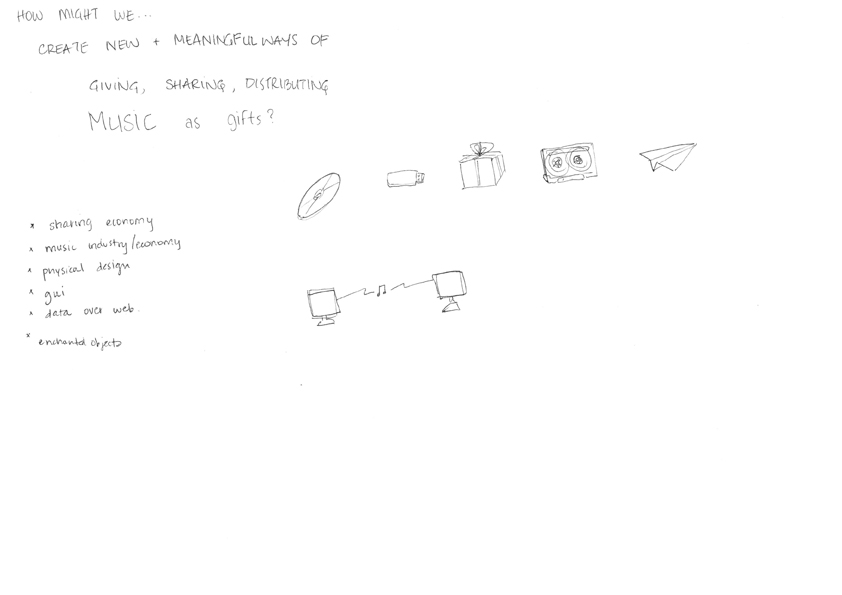 HOW MIGHT WE...
CREATE NEW + MEANINGFUL WAYS OF
GIVING, SHARING, DISTRIBUTING
MUSIC as gifts?
* sharing economy
* music industry/economy
* physical design
* gui
* data over web.
* enchanted objects